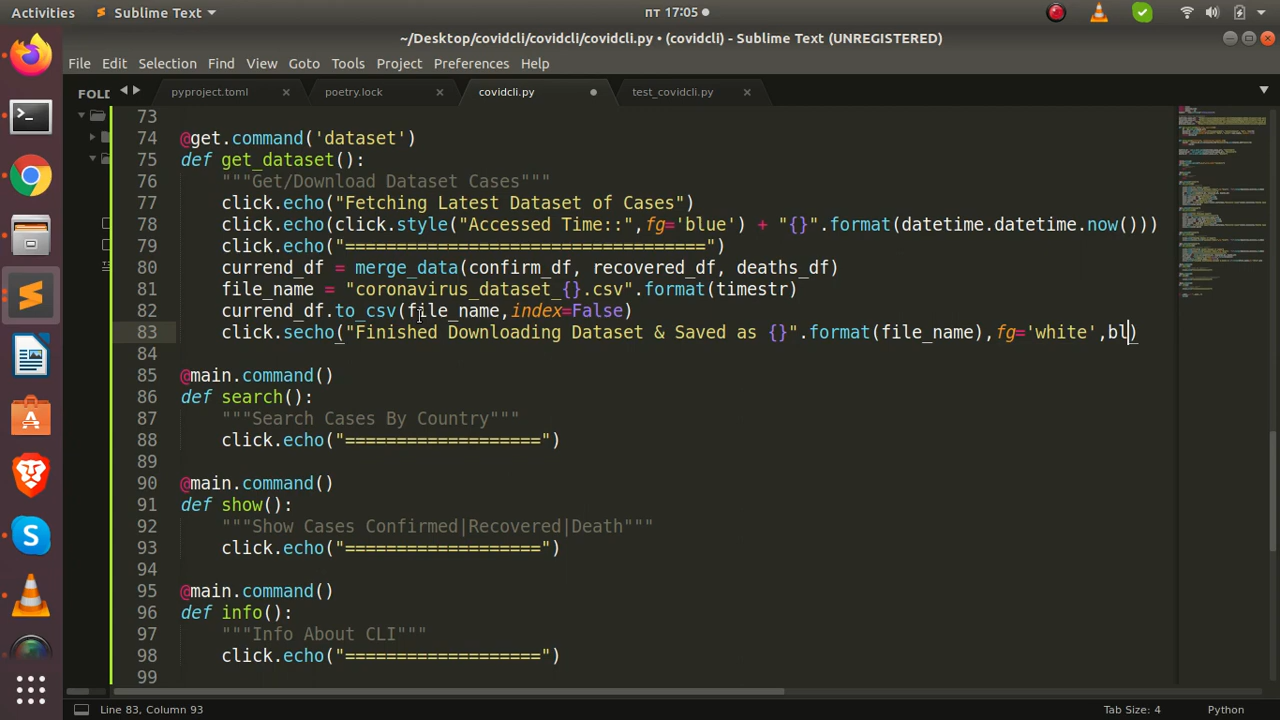 Activities Sublime Text пт 17:05
~/Desktop/covidcli/covidcli/covidcli.py • (covidcli) - Sublime Text (UNREGISTERED)
File Edit Selection Find View Goto Tools Project Preferences Help
FOLD pyproject.toml poetry.lock covidcli.py test_covidcli.py
73
74 @get.command('dataset')
75 def get_dataset():
76 """Get/Download Dataset Cases"""
77 click.echo("Fetching Latest Dataset of Cases")
78 click.echo(click.style("Accessed Time::",fg='blue') + "{}".format(datetime.datetime.now()))
79 click.echo("===================================")
80 currend_df = merge_data(confirm_df, recovered_df, deaths_df)
81 file_name = "coronavirus_dataset_{}.csv".format(timestr)
82 currend_df.to_csv(file_name,index=False)
83 click.secho("Finished Downloading Dataset & Saved as {}".format(file_name),fg='white',bl)
84
85 @main.command()
86 def search():
87 """Search Cases By Country"""
88 click.echo("===================")
89
90 @main.command()
91 def show():
92 """Show Cases Confirmed|Recovered|Death"""
93 click.echo("===================")
94
95 @main.command()
96 def info():
97 """Info About CLI"""
98 click.echo("===================")
99
Line 83, Column 93 Tab Size: 4 Python